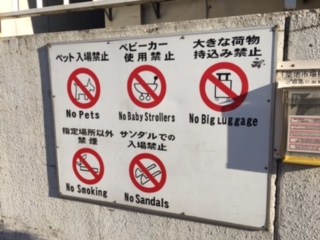 ペット入場禁止
No Pets
ベビーカー
使用禁止
No Baby Strollers
大きな荷物
持込み禁止
No Big Luggage
指定場所以外
禁煙
No Smoking
サンダルでの
入場禁止
No Sandals